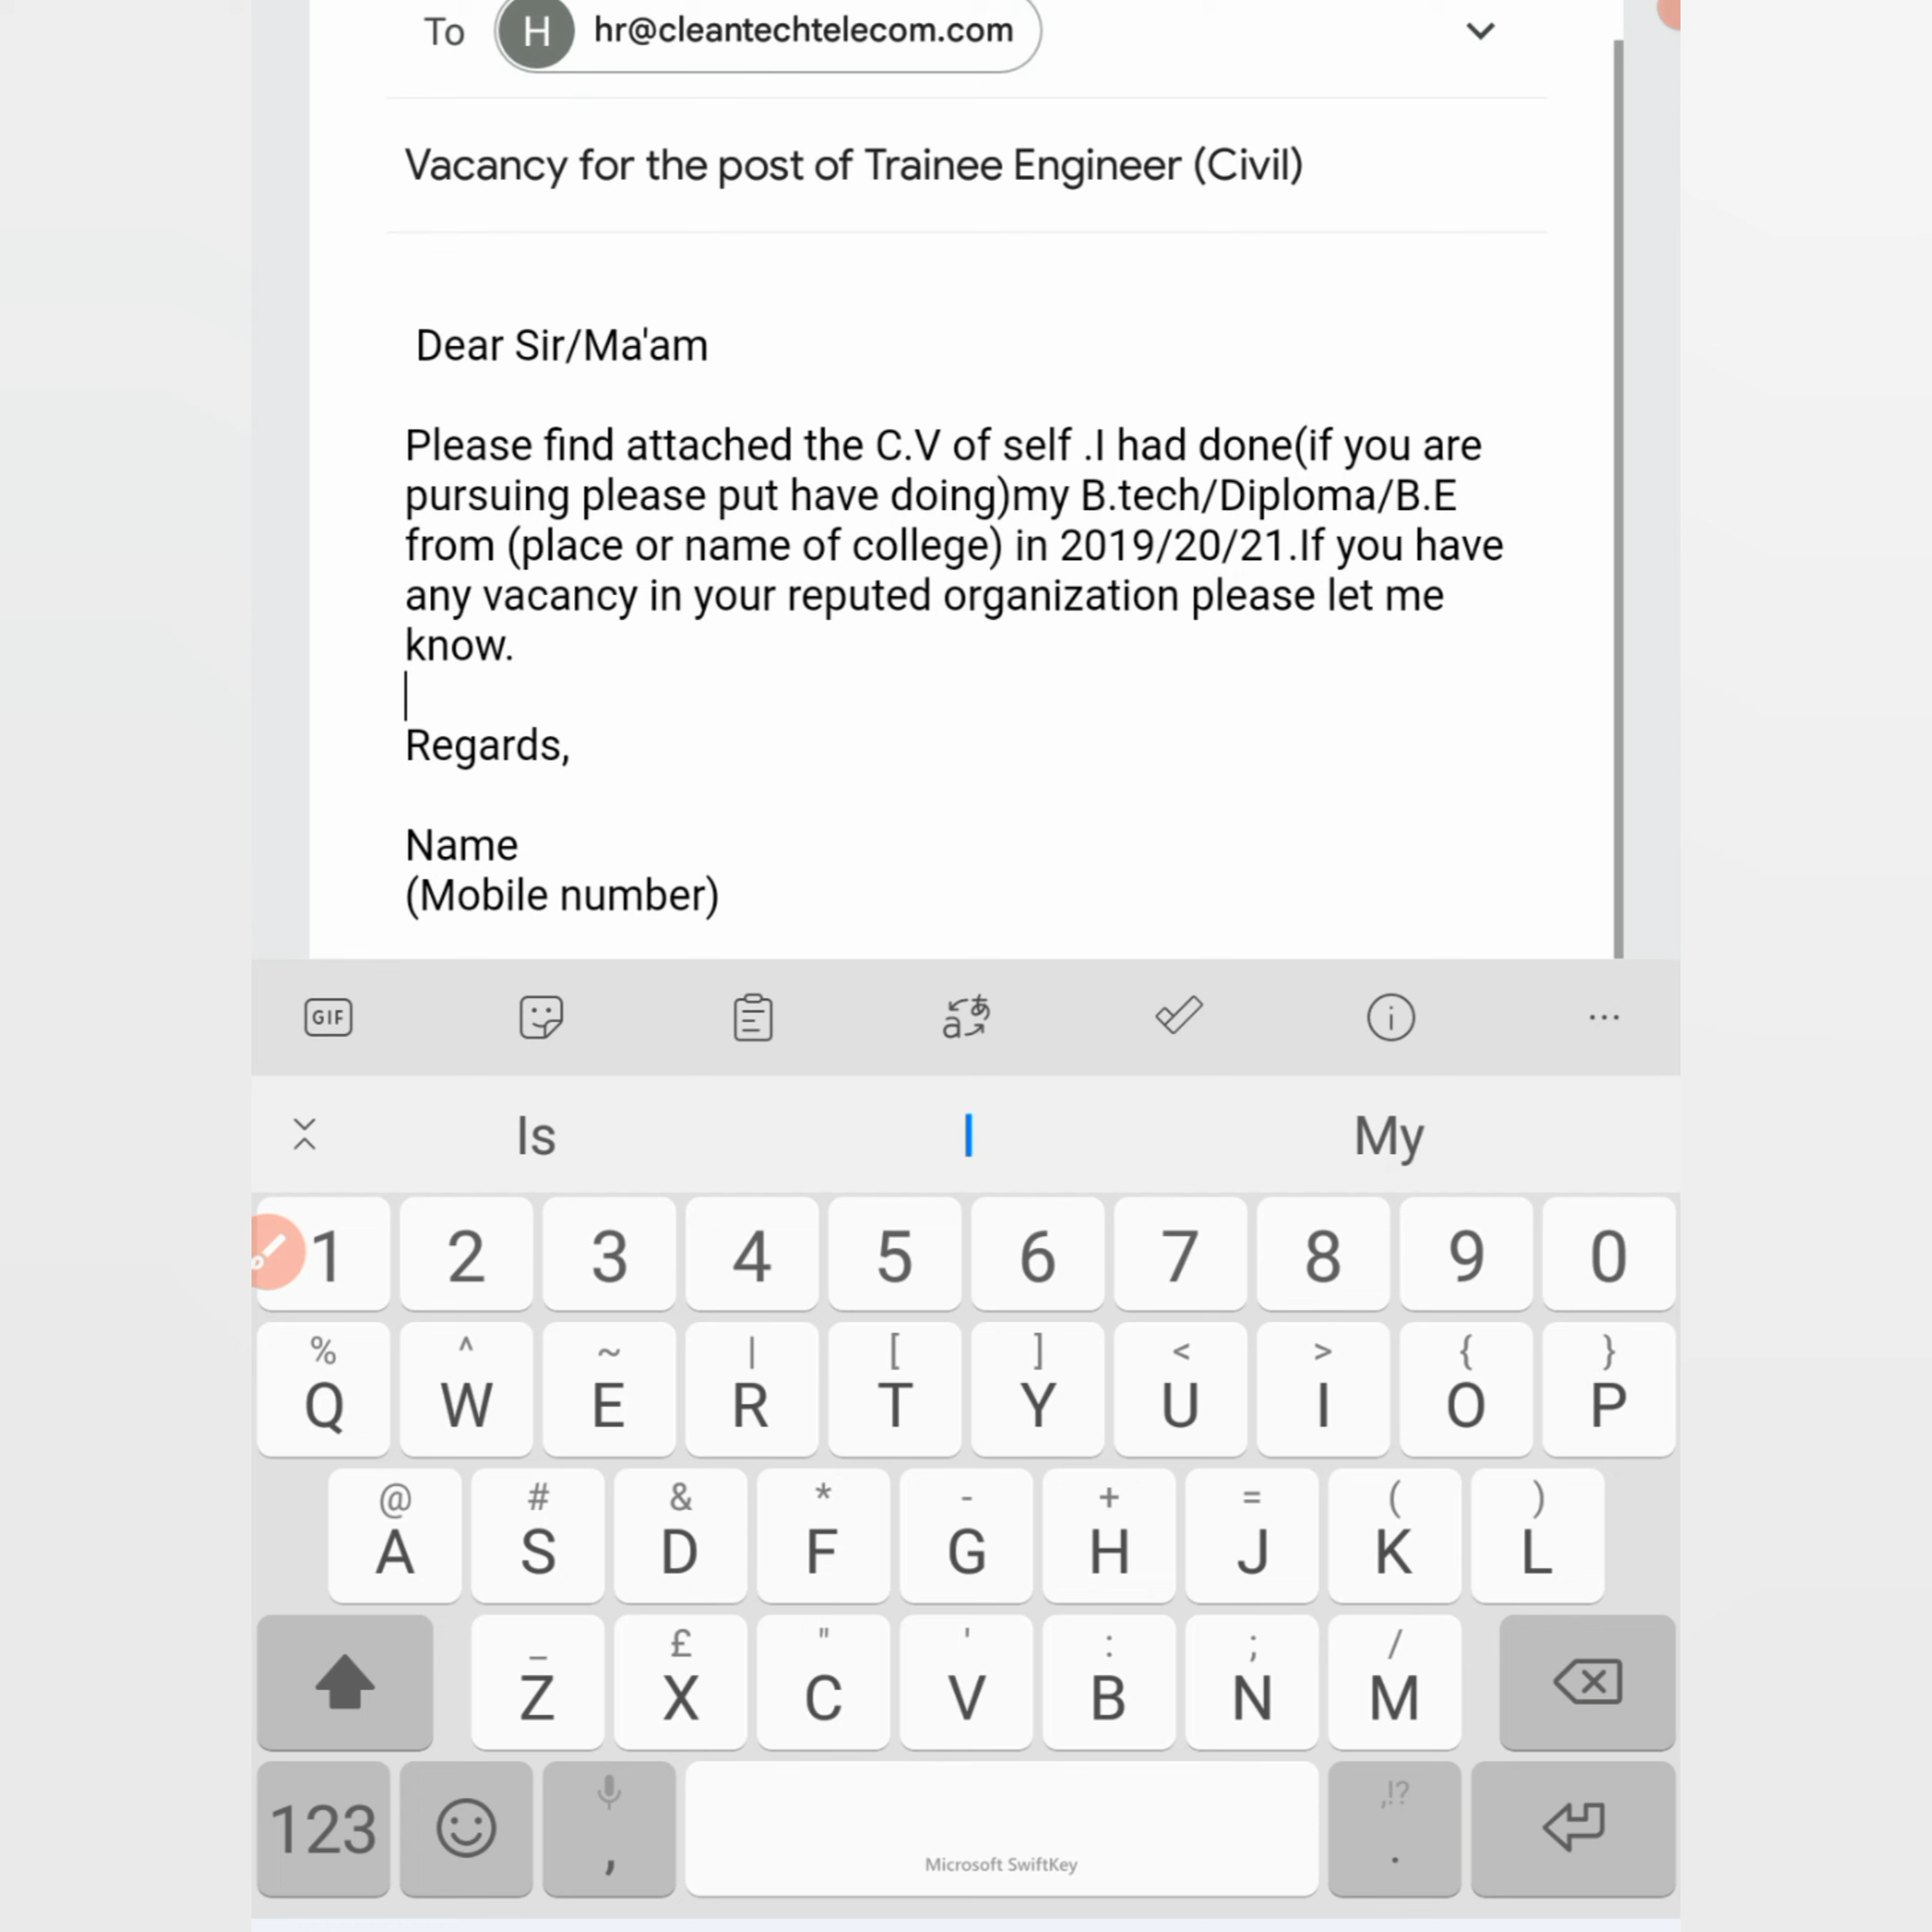 To H hr@cleantechtelecom.com
Vacancy for the post of Trainee Engineer (Civil)
Dear Sir/Ma'am
Please find attached the C.V of self .I had done(if you are
pursuing please put have doing)my B.tech/Diploma/B.E
from (place or name of college) in 2019/20/21.If you have
any vacancy in your reputed organization please let me
know.
Regards,
Name
(Mobile number)
GIF
Is I My
1 2 3 4 5 6 7 8 9 0
% ^ ~ | [ ] < > { }
Q W E R T Y U I O P
@ # & * - + = ( )
A S D F G H J K L
_ £ " ' : ; /
Z X C V B N M
,!?
123 , .
Microsoft SwiftKey